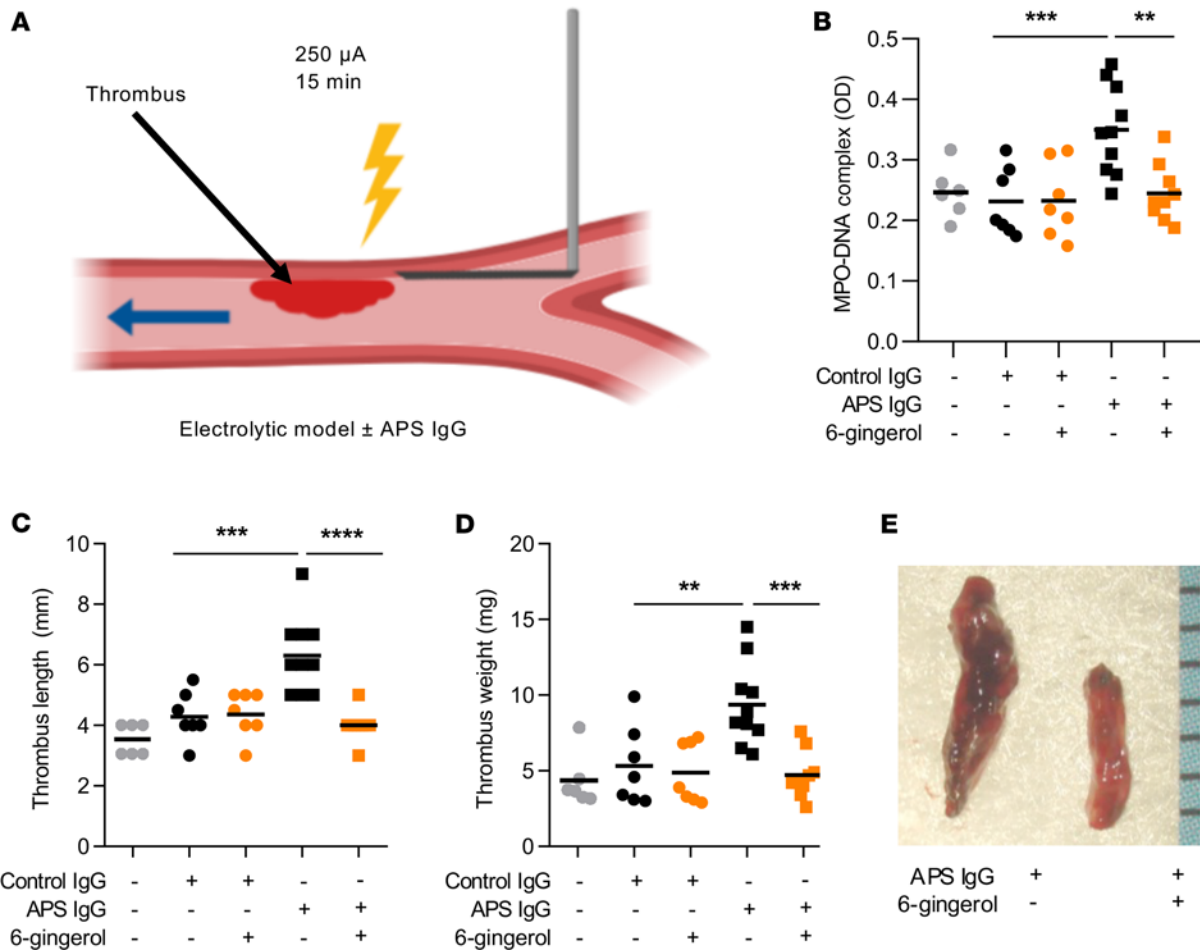 A
250 µA
15 min
Thrombus
Electrolytic model ± APS IgG
B
*** **
MPO-DNA complex (OD)
0.5
0.4
0.3
0.2
0.1
0.0
Control IgG - + + - -
APS IgG - - - + +
6-gingerol - - + - +
C
*** ****
Thrombus length (mm)
10
8
6
4
2
0
Control IgG - + + - -
APS IgG - - - + +
6-gingerol - - + - +
D
** ***
Thrombus weight (mg)
20
15
10
5
0
Control IgG - + + - -
APS IgG - - - + +
6-gingerol - - + - +
E
APS IgG + +
6-gingerol - +